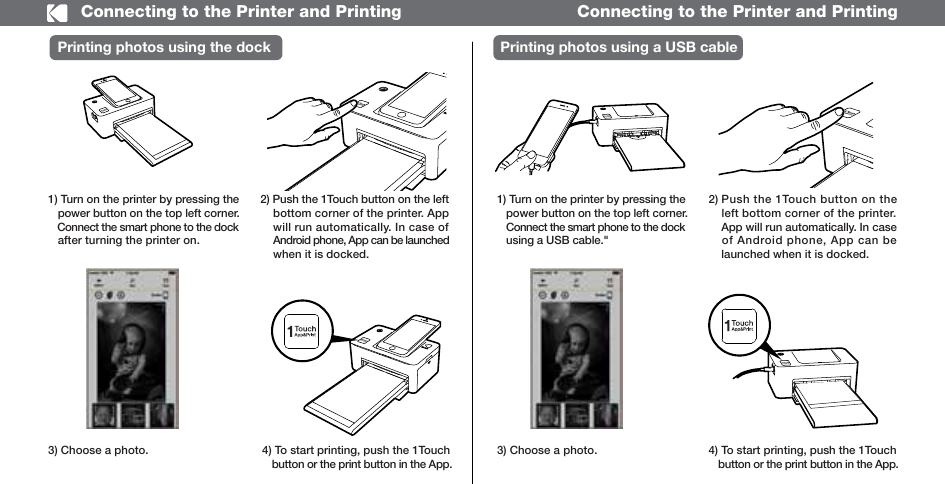 Connecting to the Printer and Printing
Printing photos using the dock
1) Turn on the printer by pressing the
power button on the top left corner.
Connect the smart phone to the dock
after turning the printer on.
2) Push the 1Touch button on the left
bottom corner of the printer. App
will run automatically. In case of
Android phone, App can be launched
when it is docked.
1Touch
App&Print
3) Choose a photo.
4) To start printing, push the 1Touch
button or the print button in the App.
Connecting to the Printer and Printing
Printing photos using a USB cable
1) Turn on the printer by pressing the
power button on the top left corner.
Connect the smart phone to the dock
using a USB cable."
2) Push the 1Touch button on the
left bottom corner of the printer.
App will run automatically. In case
of Android phone, App can be
launched when it is docked.
1Touch
App&Print
3) Choose a photo.
4) To start printing, push the 1Touch
button or the print button in the App.